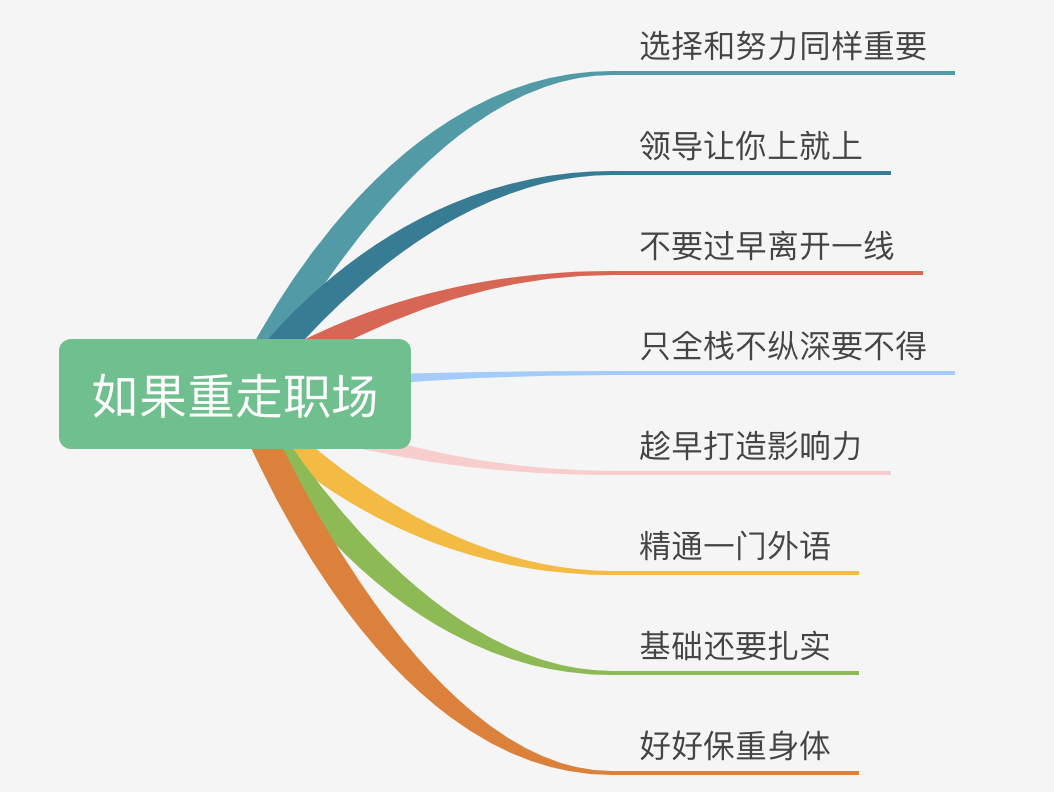 选择和努力同样重要
领导让你上就上
不要过早离开一线
只全栈不纵深要不得
如果重走职场
趁早打造影响力
精通一门外语
基础还要扎实
好好保重身体